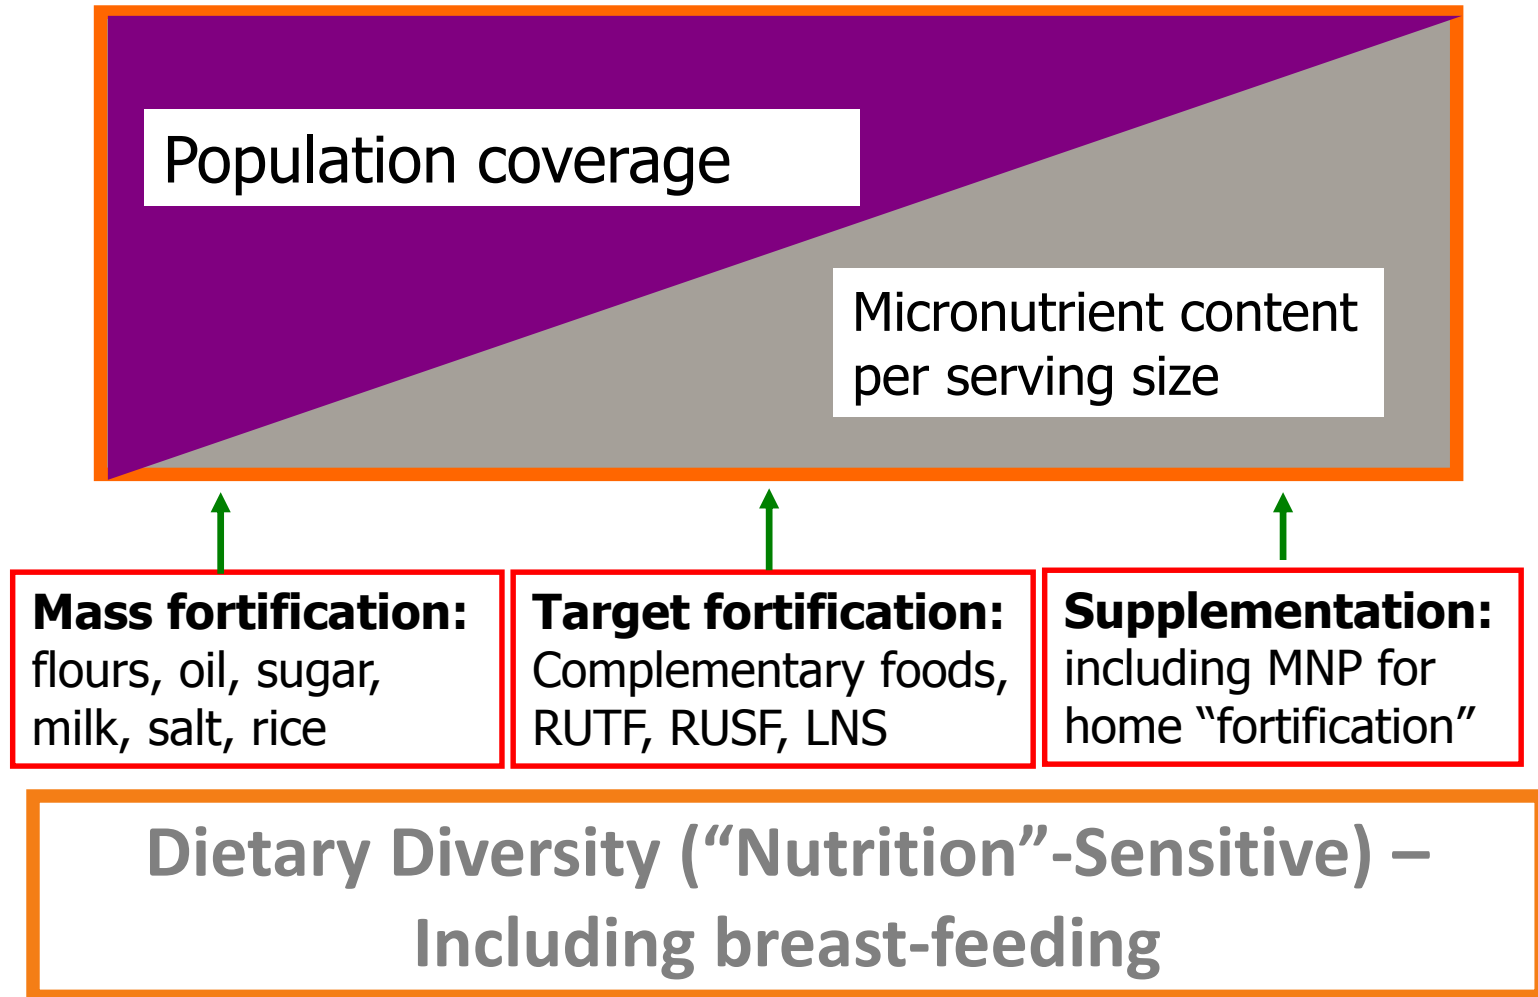 Population coverage
Micronutrient content
per serving size
Mass fortification:
flours, oil, sugar,
milk, salt, rice
Target fortification:
Complementary foods,
RUTF, RUSF, LNS
Supplementation:
including MNP for
home “fortification”
Dietary Diversity (“Nutrition”-Sensitive) –
Including breast-feeding